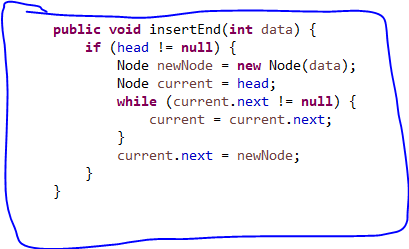 public void insertEnd(int data) {
    if (head != null) {
        Node newNode = new Node(data);
        Node current = head;
        while (current.next != null) {
            current = current.next;
        }
        current.next = newNode;
    }
}